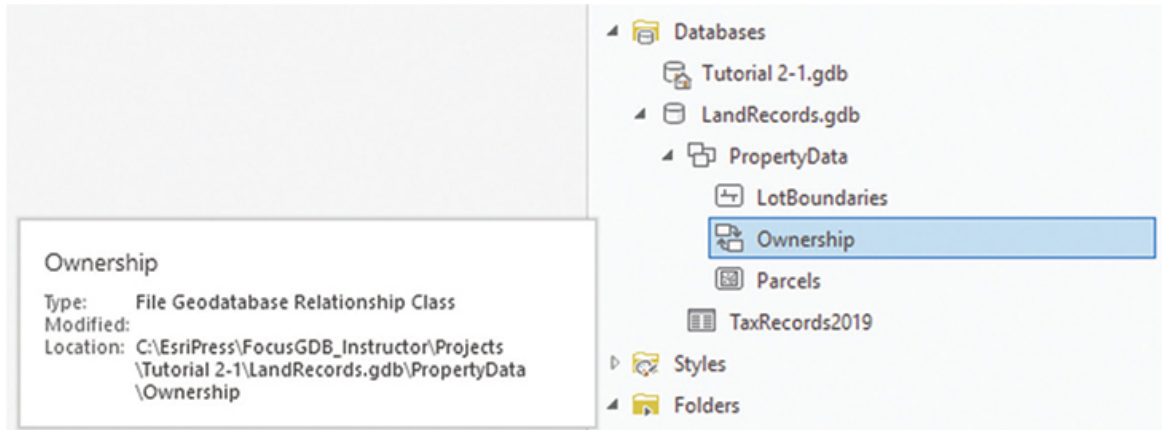 Databases
Tutorial 2-1.gdb
LandRecords.gdb
PropertyData
LotBoundaries
Ownership
Parcels
TaxRecords2019
Styles
Folders
Ownership
Type: File Geodatabase Relationship Class
Modified:
Location: C:\EsriPress\FocusGDB_Instructor\Projects
\Tutorial 2-1\LandRecords.gdb\PropertyData
\Ownership